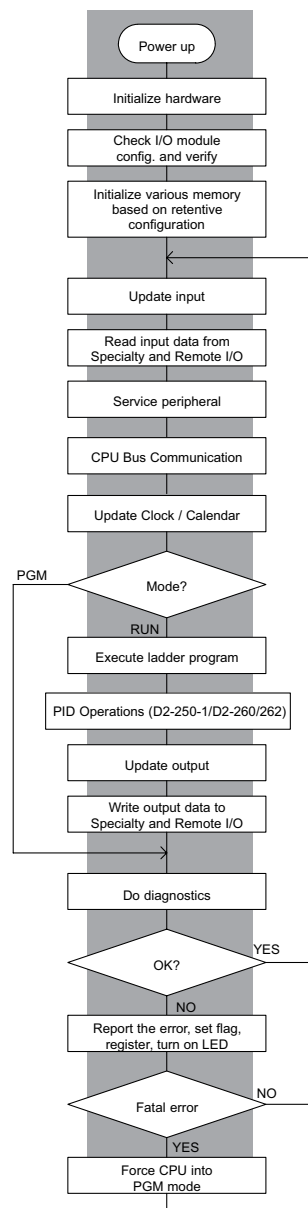 Power up
Initialize hardware
Check I/O module
config. and verify
Initialize various memory
based on retentive
configuration
Update input
Read input data from
Specialty and Remote I/O
Service peripheral
CPU Bus Communication
Update Clock / Calendar
PGM
Mode?
RUN
Execute ladder program
PID Operations (D2-250-1/D2-260/262)
Update output
Write output data to
Specialty and Remote I/O
Do diagnostics
OK?
YES
NO
Report the error, set flag,
register, turn on LED
Fatal error
NO
YES
Force CPU into
PGM mode